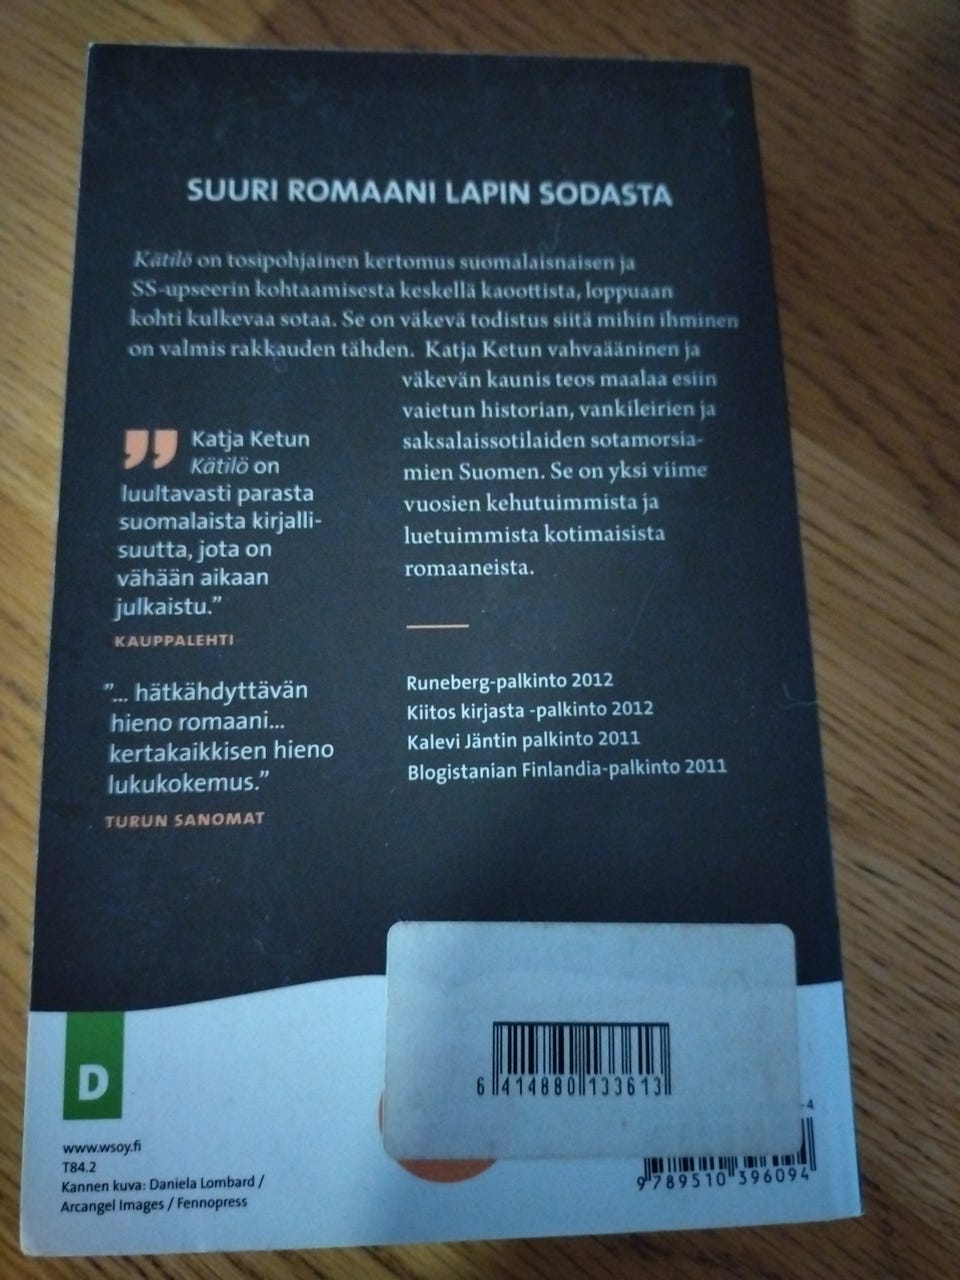 SUURI ROMAANI LAPIN SODASTA
Kätilö on tosipohjainen kertomus suomalaisnaisen ja
SS-upseerin kohtaamisesta keskellä kaoottista, loppuaan
kohti kulkevaa sotaa. Se on väkevä todistus siitä mihin ihminen
on valmis rakkauden tähden. Katja Ketun vahvaääninen ja
väkevän kaunis teos maalaa esiin
vaietun historian, vankileirien ja
saksalaissotilaiden sotamorsia-
mien Suomen. Se on yksi viime
vuosien kehutuimmista ja
luetuimmista kotimaisista
romaaneista.
” Katja Ketun
Kätilö on
luultavasti parasta
suomalaista kirjalli-
suutta, jota on
vähään aikaan
julkaistu.”
KAUPPALEHTI
”... hätkähdyttävän
hieno romaani...
kertakaikkisen hieno
lukukokemus.”
TURUN SANOMAT
Runeberg-palkinto 2012
Kiitos kirjasta -palkinto 2012
Kalevi Jäntin palkinto 2011
Blogistanian Finlandia-palkinto 2011
D
www.wsoy.fi
T84.2
Kannen kuva: Daniela Lombard /
Arcangel Images / Fennopress
6 414880 133613
-4
9 789510 396094